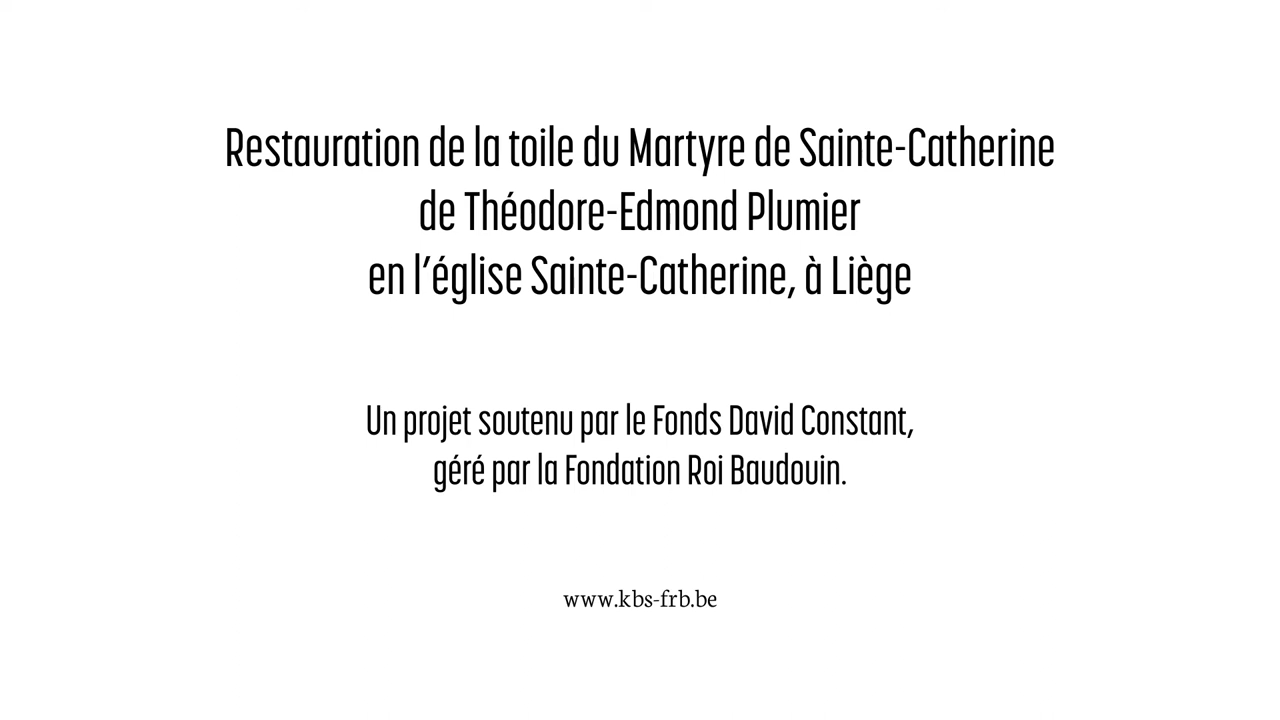 Restauration de la toile du Martyre de Sainte-Catherine
de Théodore-Edmond Plumier
en l’église Sainte-Catherine, à Liège
Un projet soutenu par le Fonds David Constant,
géré par la Fondation Roi Baudouin.
www.kbs-frb.be